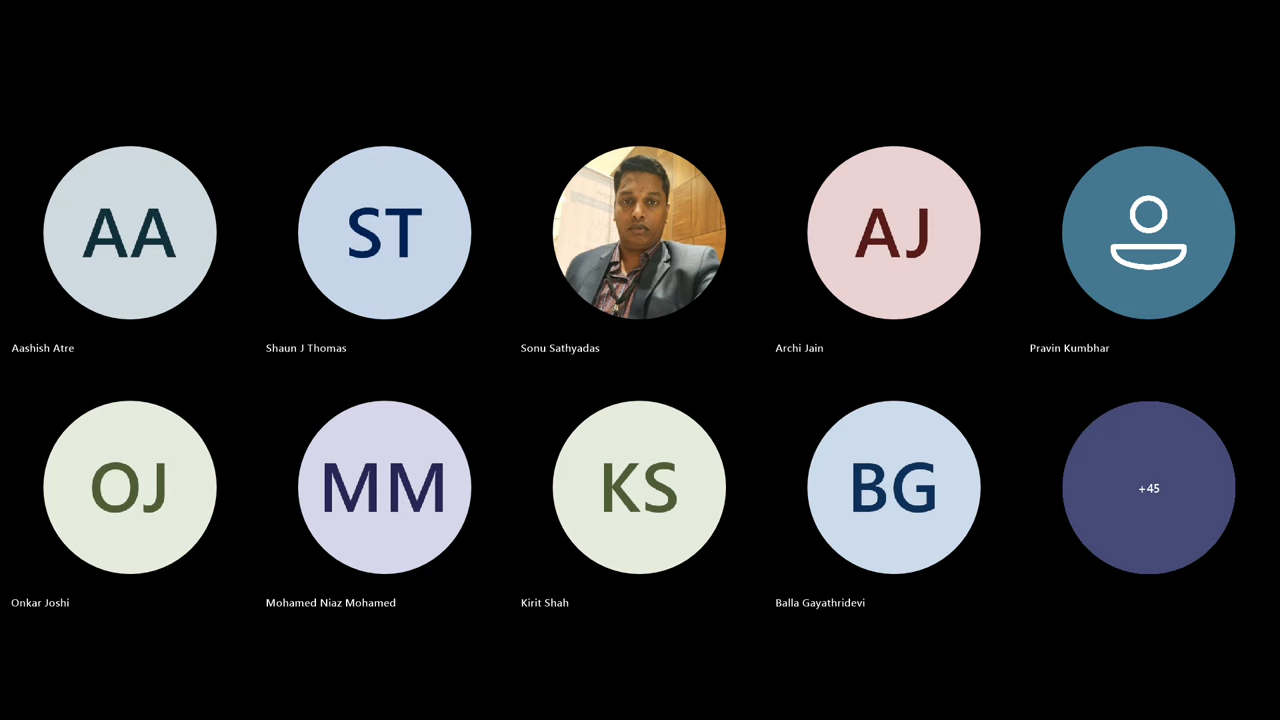 AA
ST
AJ
Aashish Atre
Shaun J Thomas
Sonu Sathyadas
Archi Jain
Pravin Kumbhar
OJ
MM
KS
BG
+45
Onkar Joshi
Mohamed Niaz Mohamed
Kirit Shah
Balla Gayathridevi